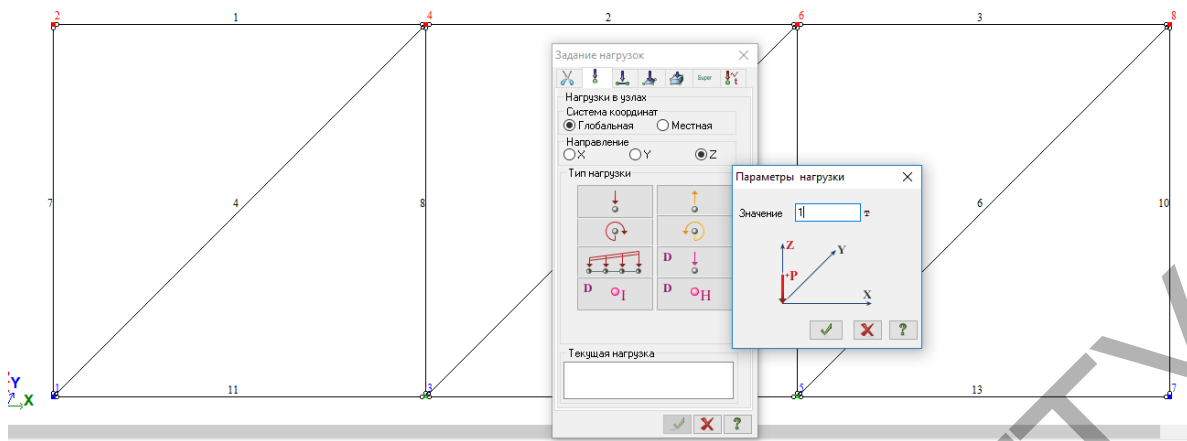 2 1 4 2 6 3 8
Задание нагрузок
Super
Нагрузки в узлах
Система координат
Глобальная Местная
Направление
X Y Z
Тип нагрузки
D
D I D H
Текущая нагрузка
Параметры нагрузки
Значение 1 т
Z Y
+P
X
7 4 8 6 10
1 11 3 5 13 7
Y
X
TY